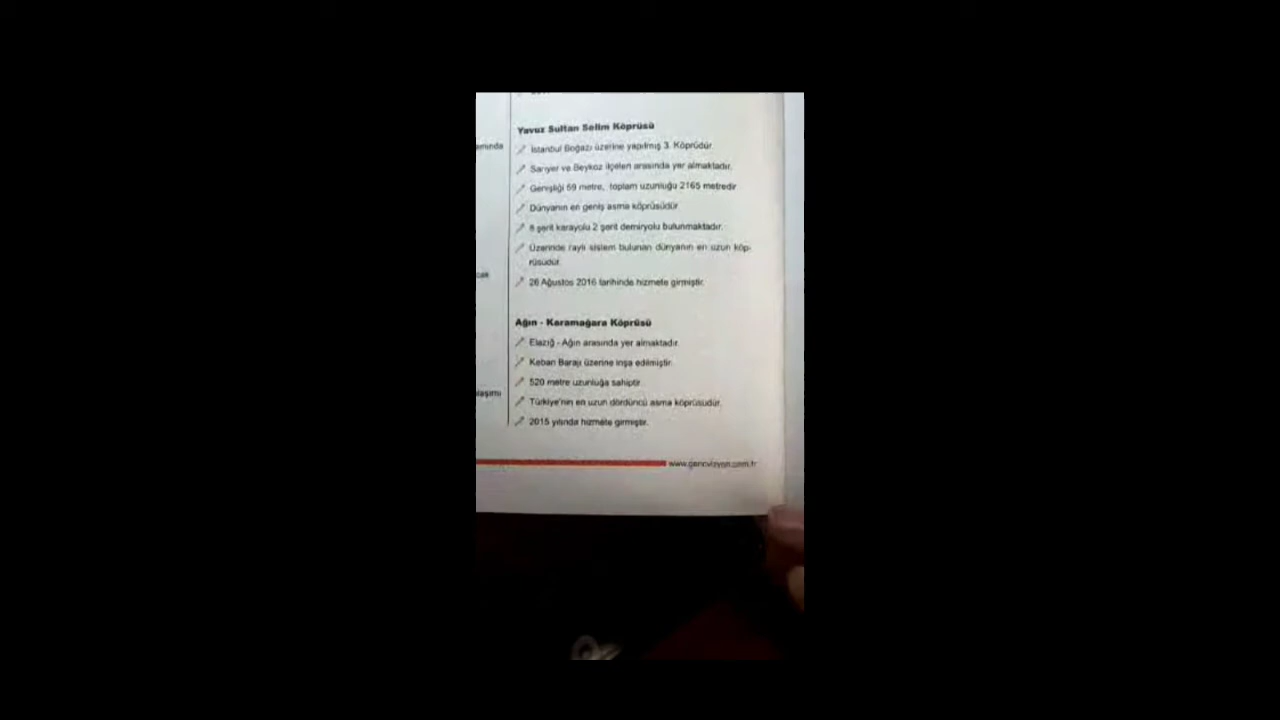 Yavuz Sultan Selim Köprüsü
İstanbul Boğazı üzerine yapılmış 3. Köprüdür.
Sarıyer ve Beykoz ilçeleri arasında yer almaktadır.
Genişliği 59 metre, toplam uzunluğu 2165 metredir
Dünyanın en geniş asma köprüsüdür.
8 şerit karayolu 2 şerit demiryolu bulunmaktadır.
Üzerinde raylı sistem bulunan dünyanın en uzun köp-
rüsüdür.
26 Ağustos 2016 tarihinde hizmete girmiştir.
Ağın - Karamağara Köprüsü
Elazığ - Ağın arasında yer almaktadır.
Keban Barajı üzerine inşa edilmiştir.
520 metre uzunluğa sahiptir.
Türkiye'nin en uzun dördüncü asma köprüsüdür.
2015 yılında hizmete girmiştir.